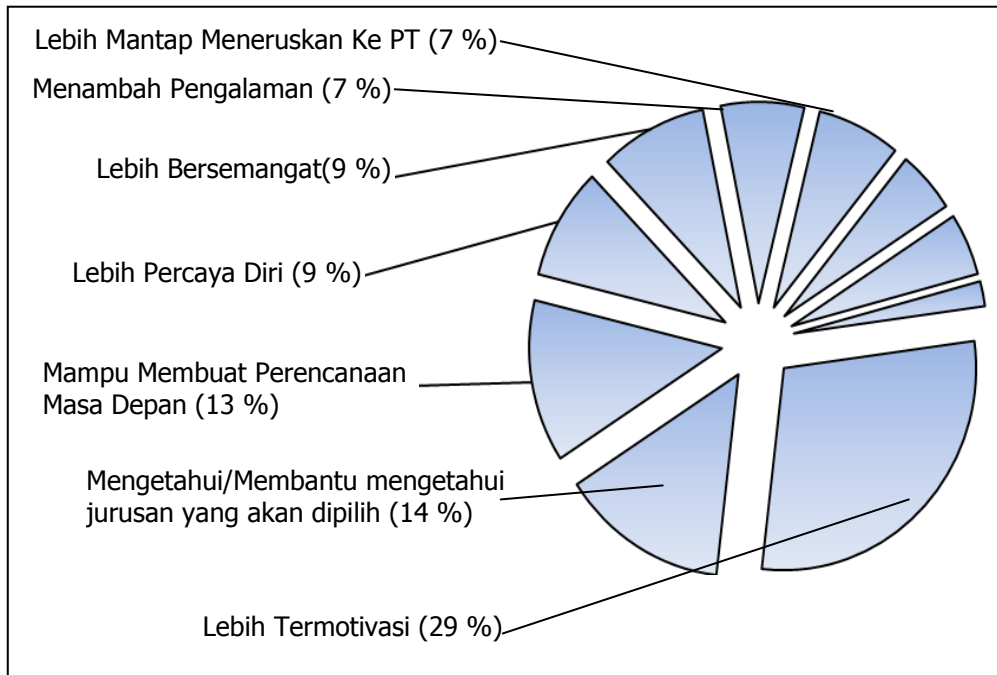 Lebih Mantap Meneruskan Ke PT (7 %)
Menambah Pengalaman (7 %)
Lebih Bersemangat(9 %)
Lebih Percaya Diri (9 %)
Mampu Membuat Perencanaan
Masa Depan (13 %)
Mengetahui/Membantu mengetahui
jurusan yang akan dipilih (14 %)
Lebih Termotivasi (29 %)